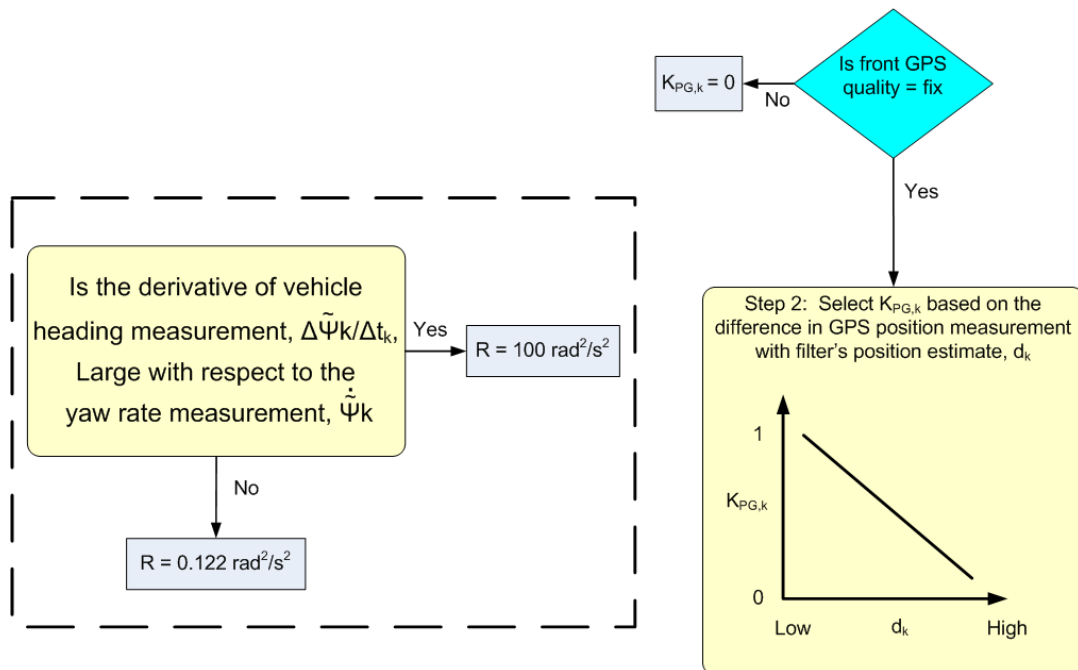 Is front GPS
quality = fix
K_PG,k = 0
No
Yes
Is the derivative of vehicle
heading measurement, ΔΨ̃k/Δt_k,
Large with respect to the
yaw rate measurement, Ψ̃̇k
Yes
R = 100 rad²/s²
No
R = 0.122 rad²/s²
Step 2: Select K_PG,k based on the
difference in GPS position measurement
with filter's position estimate, d_k
1
K_PG,k
0
Low d_k High